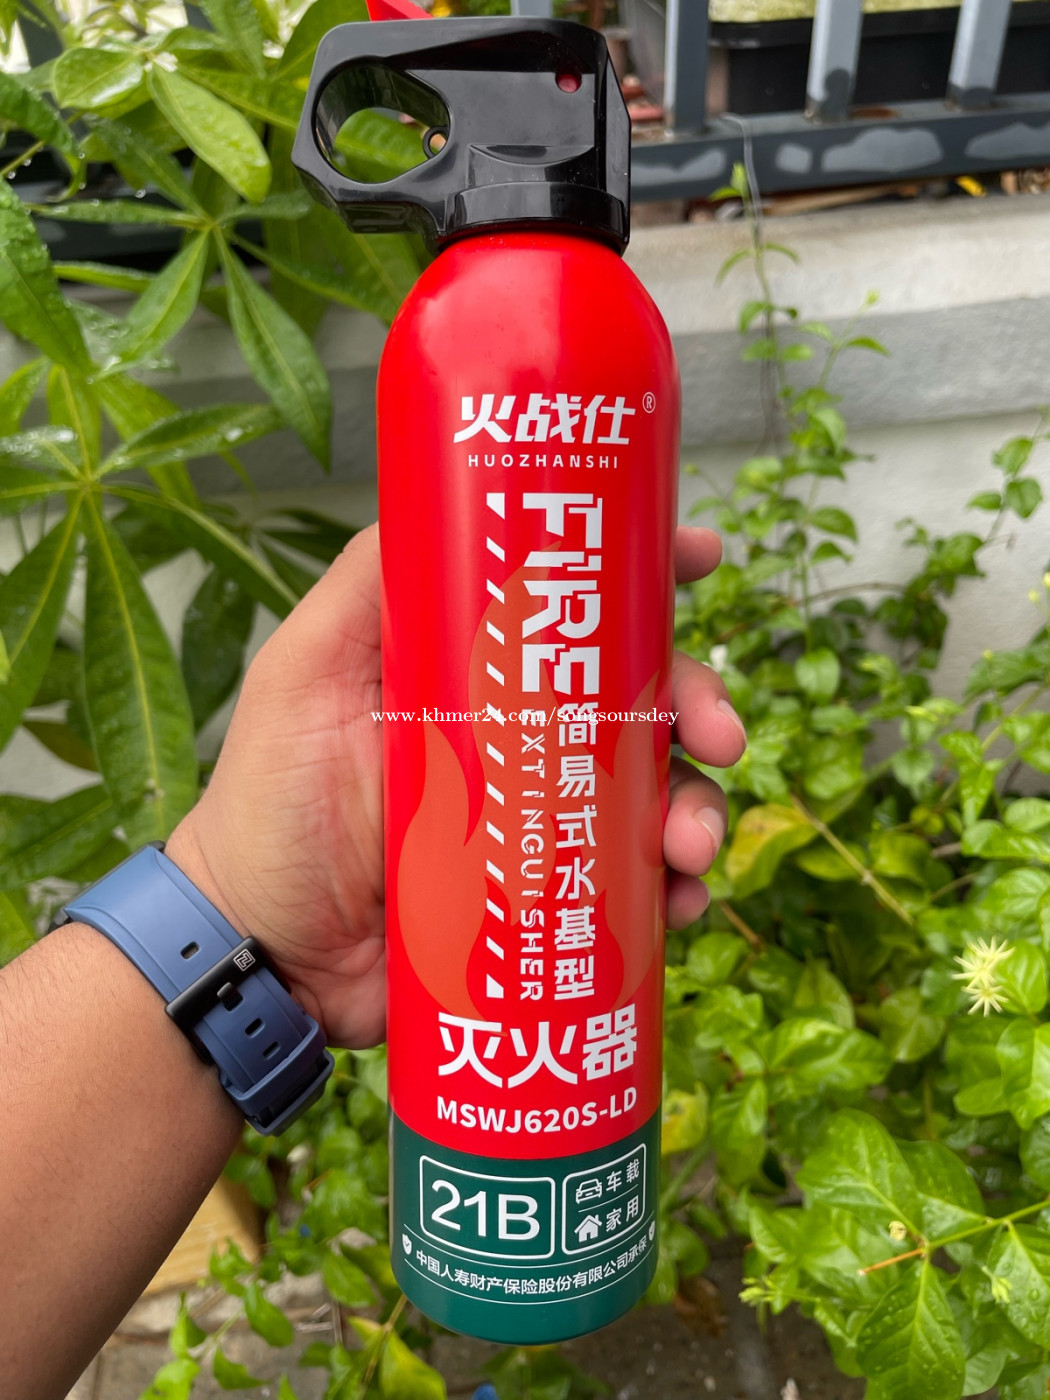 火战仕®
HUOZHANSHI
FIRE
EXTINGUISHER
简易式水基型
灭火器
MSWJ620S-LD
21B
车载
家用
中国人寿财产保险股份有限公司承保
www.khmer24.com/songsoursdey